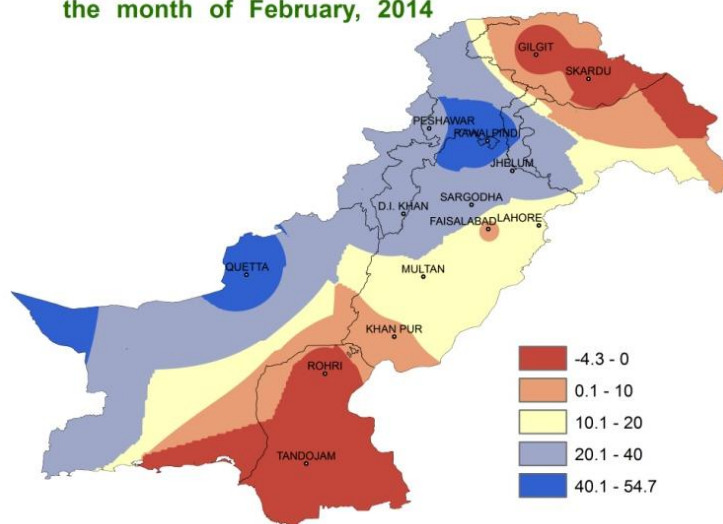 the month of February, 2014
GILGIT
SKARDU
PESHAWAR
RAWALPINDI
JHELUM
SARGODHA
D.I. KHAN
FAISALABAD
LAHORE
QUETTA
MULTAN
KHAN PUR
ROHRI
TANDOJAM
-4.3 - 0
0.1 - 10
10.1 - 20
20.1 - 40
40.1 - 54.7